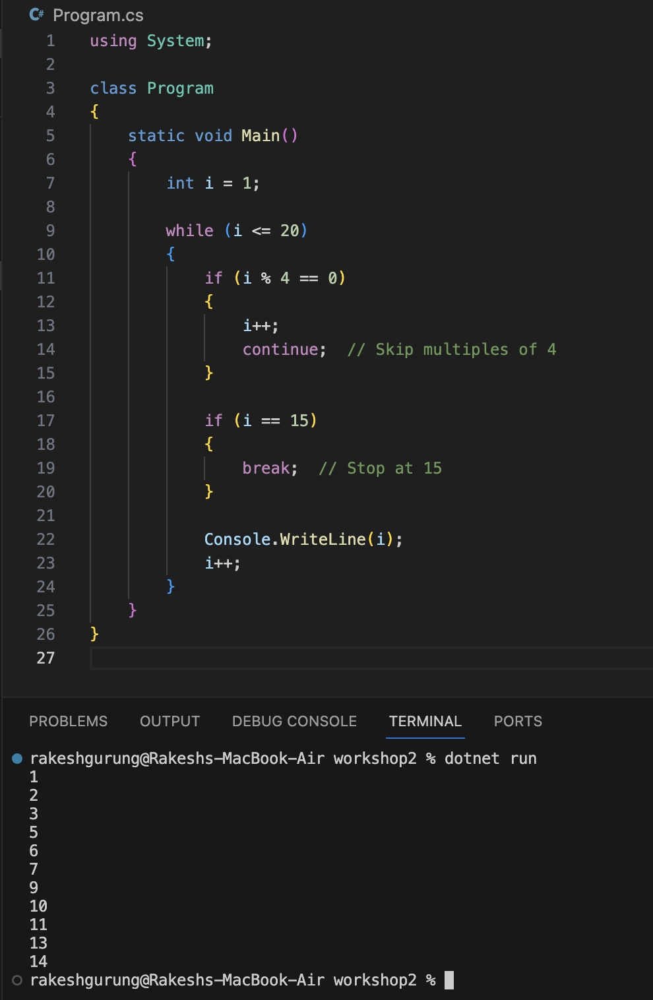 C# Program.cs
1 using System;
2
3 class Program
4 {
5     static void Main()
6     {
7         int i = 1;
8
9         while (i <= 20)
10         {
11             if (i % 4 == 0)
12             {
13                 i++;
14                 continue;  // Skip multiples of 4
15             }
16
17             if (i == 15)
18             {
19                 break;  // Stop at 15
20             }
21
22             Console.WriteLine(i);
23             i++;
24         }
25     }
26 }
27
PROBLEMS OUTPUT DEBUG CONSOLE TERMINAL PORTS
rakeshgurung@Rakeshs-MacBook-Air workshop2 % dotnet run
1
2
3
5
6
7
9
10
11
13
14
rakeshgurung@Rakeshs-MacBook-Air workshop2 %